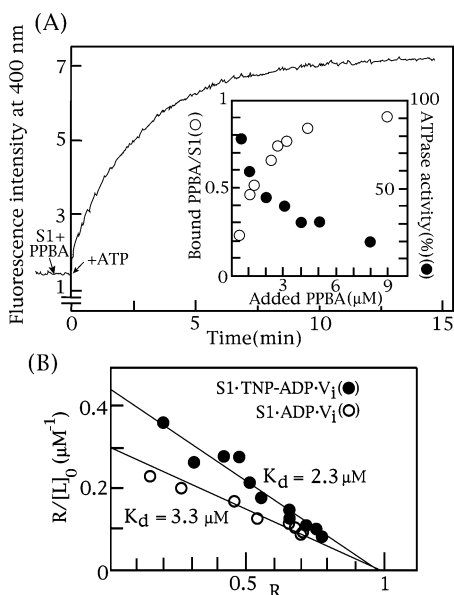 (A)
Fluorescence intensity at 400 nm
7
5
3
1
S1+
PPBA
+ATP
0
5
10
15
Time(min)
Bound PPBA/S1(○)
1
0.5
0
3
6
9
Added PPBA(μM)
100
50
ATPase activity(%)(●)
(B)
R/[L]0 (μM-1)
0.4
0.2
0
S1·TNP-ADP·Vi(●)
S1·ADP·Vi(○)
Kd = 2.3 μM
Kd = 3.3 μM
0.5
1
R